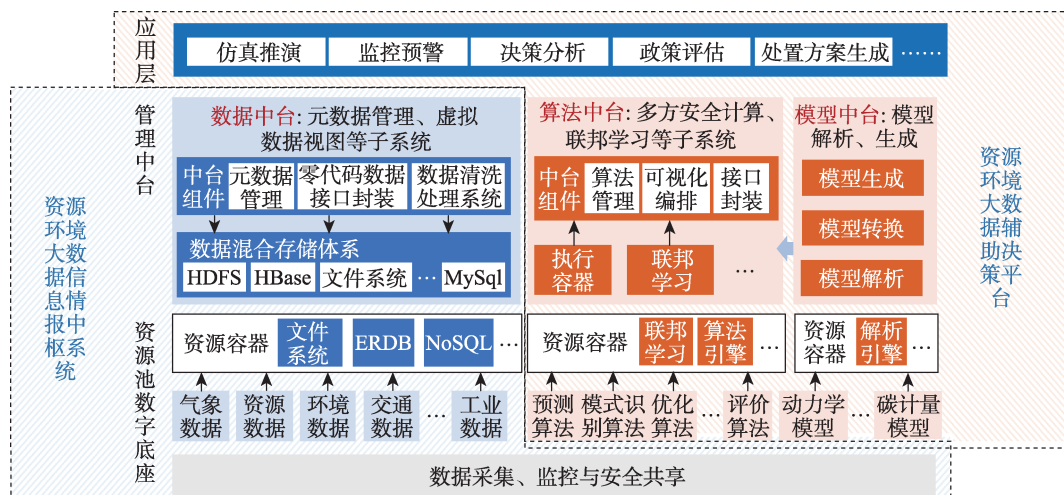 应用层
仿真推演
监控预警
决策分析
政策评估
处置方案生成
……
管理中台
数据中台: 元数据管理、虚拟
数据视图等子系统
中台
组件
元数据
管理
零代码数据
接口封装
数据清洗
处理系统
数据混合存储体系
HDFS
HBase
文件系统
…
MySql
算法中台: 多方安全计算、
联邦学习等子系统
中台
组件
算法
管理
可视化
编排
接口
封装
执行
容器
联邦
学习
…
模型中台: 模型
解析、生成
模型生成
模型转换
模型解析
资源
环境
大数
据信
息情
报中
枢系
统
资源
环境
大数
据辅
助决
策平
台
资源池数字底座
资源容器
文件
系统
ERDB
NoSQL
…
资源容器
联邦
学习
算法
引擎
…
资源
容器
解析
引擎
…
气象
数据
资源
数据
环境
数据
交通
数据
…
工业
数据
预测
算法
模式识
别算法
优化
算法
…
评价
算法
动力学
模型
…
碳计量
模型
数据采集、监控与安全共享